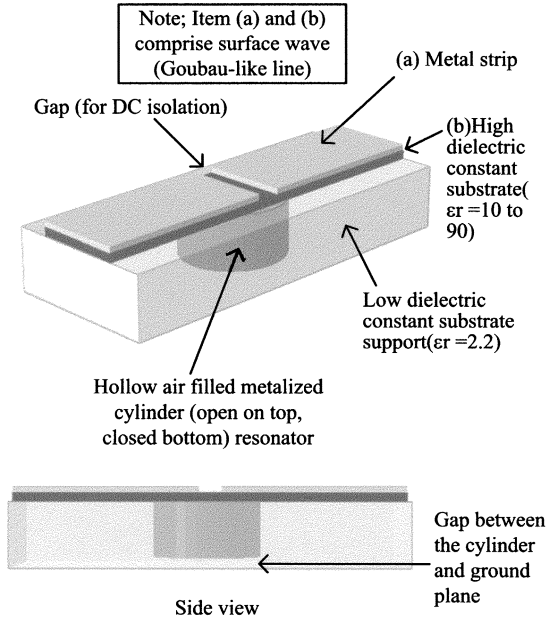 Note; Item (a) and (b)
comprise surface wave
(Goubau-like line)
(a) Metal strip
Gap (for DC isolation)
(b)High
dielectric
constant
substrate(
εr =10 to
90)
Low dielectric
constant substrate
support(εr =2.2)
Hollow air filled metalized
cylinder (open on top,
closed bottom) resonator
Gap between
the cylinder
and ground
plane
Side view